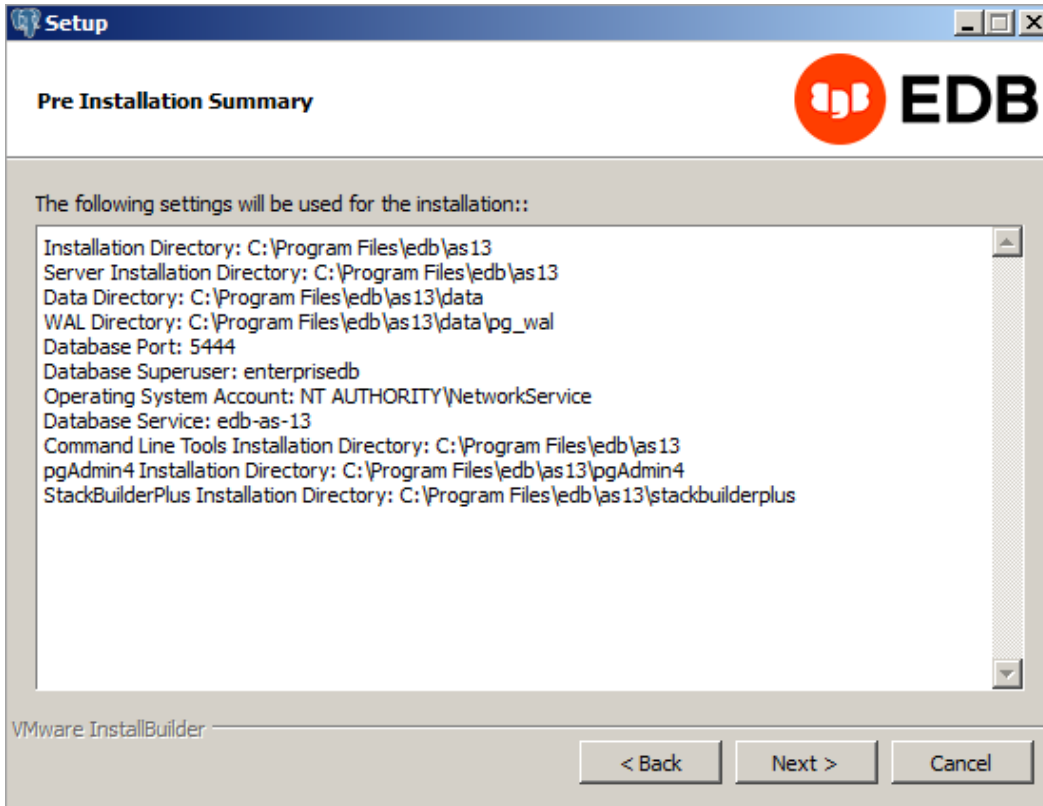 Setup
Pre Installation Summary
EDB
The following settings will be used for the installation::
Installation Directory: C:\Program Files\edb\as13
Server Installation Directory: C:\Program Files\edb\as13
Data Directory: C:\Program Files\edb\as13\data
WAL Directory: C:\Program Files\edb\as13\data\pg_wal
Database Port: 5444
Database Superuser: enterprisedb
Operating System Account: NT AUTHORITY\NetworkService
Database Service: edb-as-13
Command Line Tools Installation Directory: C:\Program Files\edb\as13
pgAdmin4 Installation Directory: C:\Program Files\edb\as13\pgAdmin4
StackBuilderPlus Installation Directory: C:\Program Files\edb\as13\stackbuilderplus
VMware InstallBuilder
< Back Next > Cancel